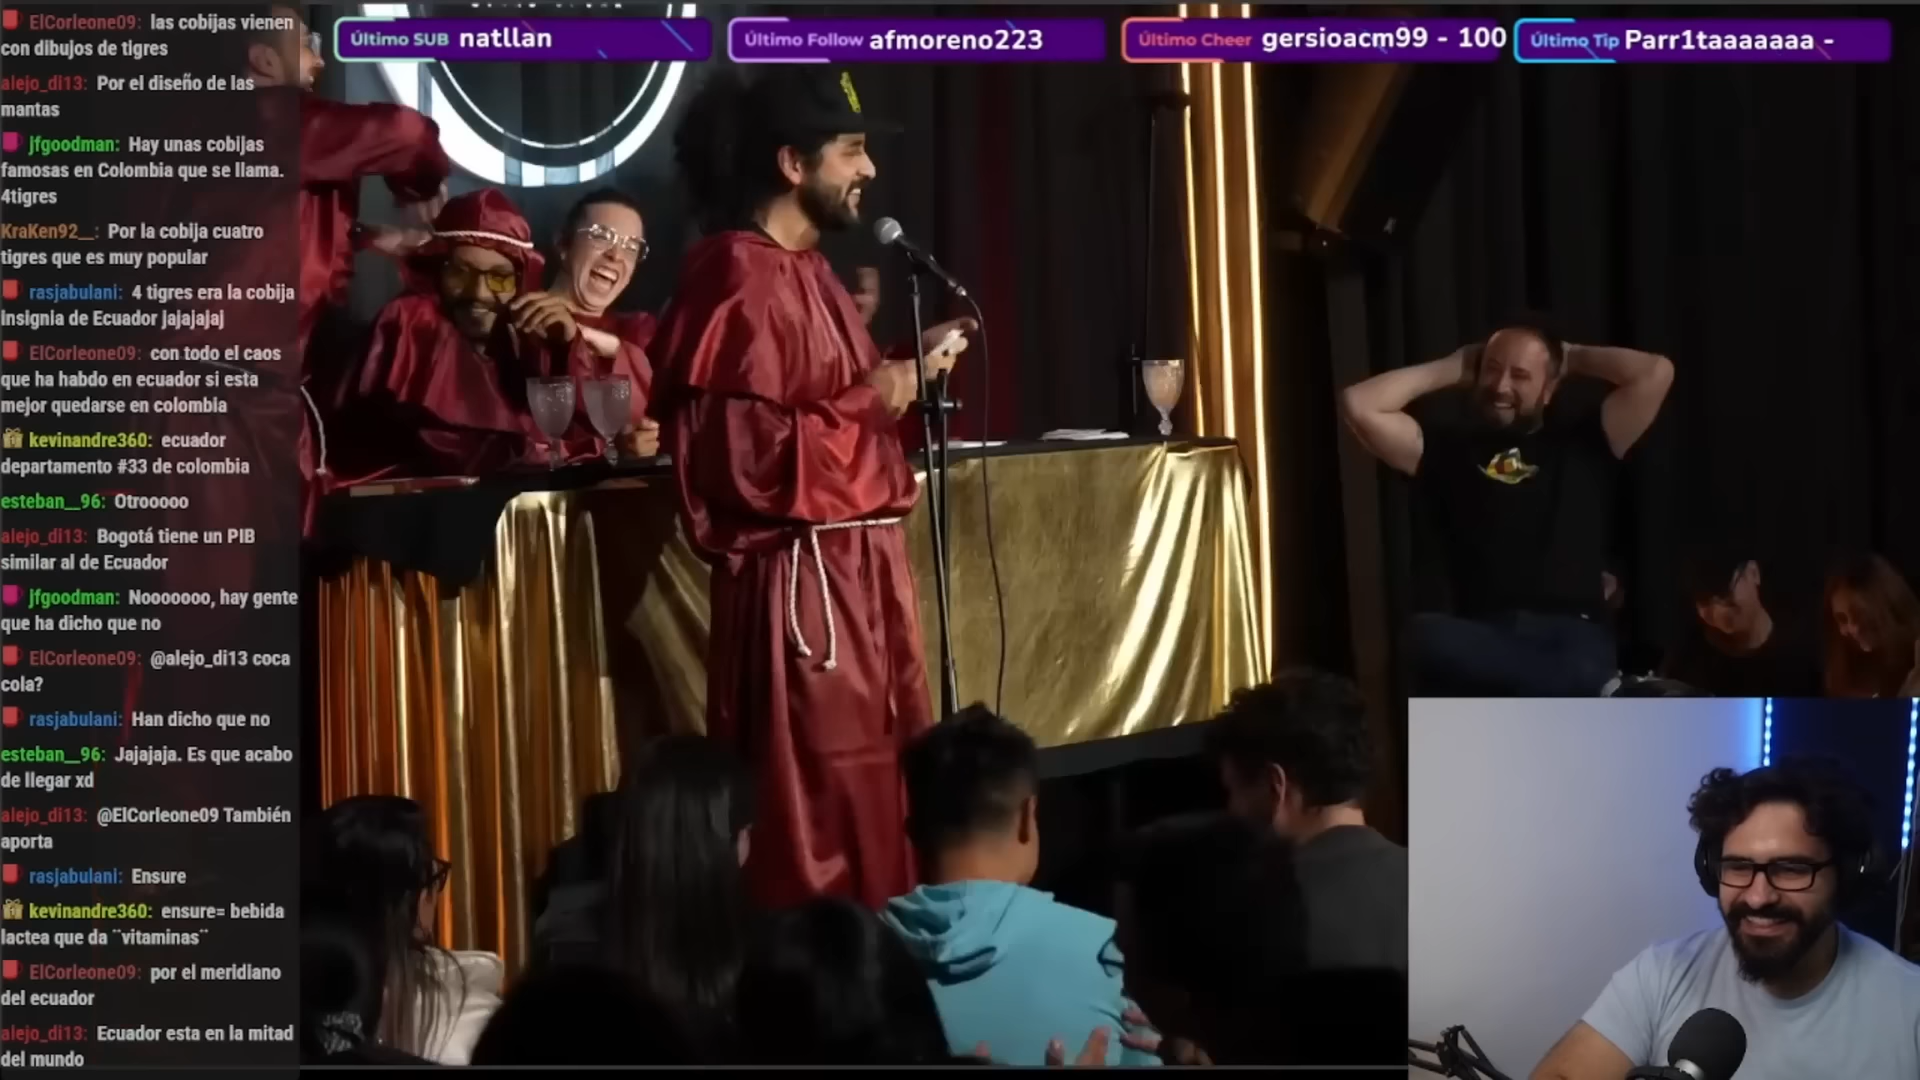 Último SUB natllan
Último Follow afmoreno223
Último Cheer gersioacm99 - 100
Último Tip Parr1taaaaaaa -
ElCorleone09: las cobijas vienen
con dibujos de tigres
alejo_di13: Por el diseño de las
mantas
jfgoodman: Hay unas cobijas
famosas en Colombia que se llama.
4tigres
KraKen92__: Por la cobija cuatro
tigres que es muy popular
rasjabulani: 4 tigres era la cobija
insignia de Ecuador jajajajaj
ElCorleone09: con todo el caos
que ha habdo en ecuador si esta
mejor quedarse en colombia
kevinandre360: ecuador
departamento #33 de colombia
esteban__96: Otrooooo
alejo_di13: Bogotá tiene un PIB
similar al de Ecuador
jfgoodman: Nooooooo, hay gente
que ha dicho que no
ElCorleone09: @alejo_di13 coca
cola?
rasjabulani: Han dicho que no
esteban__96: Jajajaja. Es que acabo
de llegar xd
alejo_di13: @ElCorleone09 También
aporta
rasjabulani: Ensure
kevinandre360: ensure= bebida
lactea que da ¨vitaminas¨
ElCorleone09: por el meridiano
del ecuador
alejo_di13: Ecuador esta en la mitad
del mundo